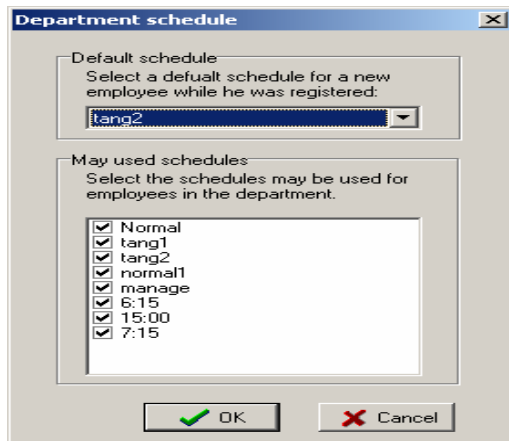 Department schedule
Default schedule
Select a defualt schedule for a new
employee while he was registered:
tang2
May used schedules
Select the schedules may be used for
employees in the department.
Normal
tang1
tang2
normal1
manage
6:15
15:00
7:15
OK
Cancel